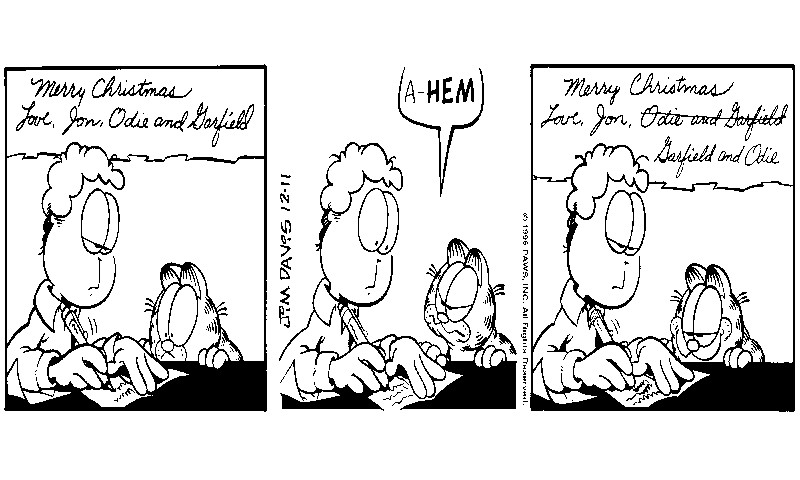 Merry Christmas
Love, Jon, Odie and Garfield
JIM DAVIS 12-11
A-HEM
© 1996 PAWS, INC. All Rights Reserved.
Merry Christmas
Love, Jon, Odie and Garfield
Garfield and Odie